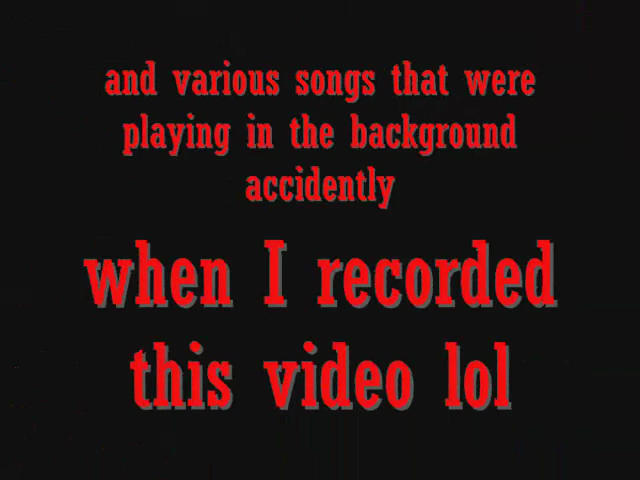 and various songs that were
playing in the background
accidently
when I recorded
this video lol